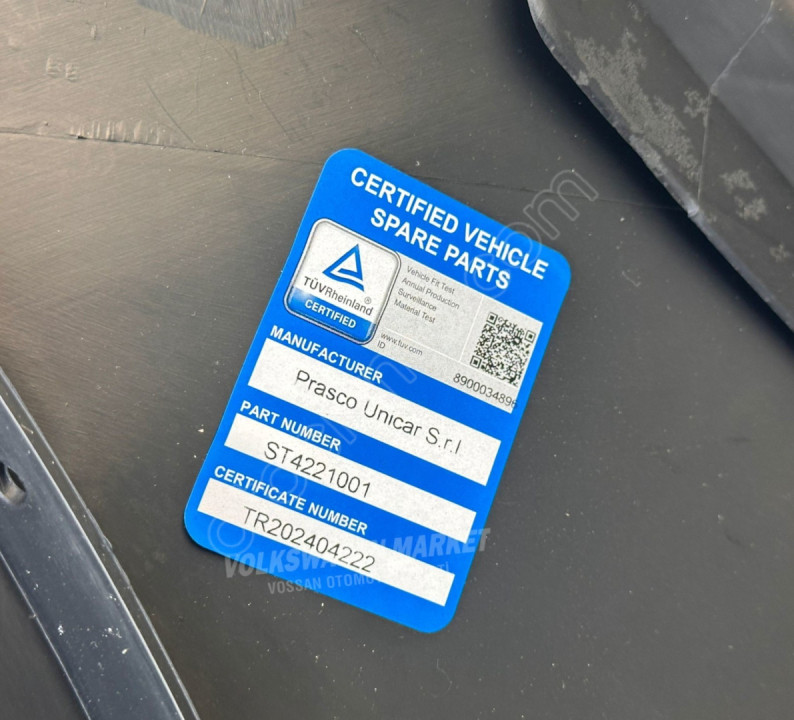 CERTIFIED VEHICLE
SPARE PARTS
TÜVRheinland®
CERTIFIED
Vehicle Fit Test
Annual Production
Surveillance
Material Test
www.tuv.com
ID
MANUFACTURER
Prasco Unicar S.r.l
PART NUMBER
ST4221001
CERTIFICATE NUMBER
TR202404222
VOLKSWAGEN MARKET
VOSSAN